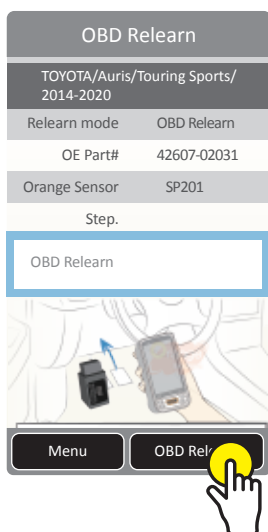 OBD Relearn
TOYOTA/Auris/Touring Sports/
2014-2020
Relearn mode OBD Relearn
OE Part# 42607-02031
Orange Sensor SP201
Step.
OBD Relearn
Menu OBD